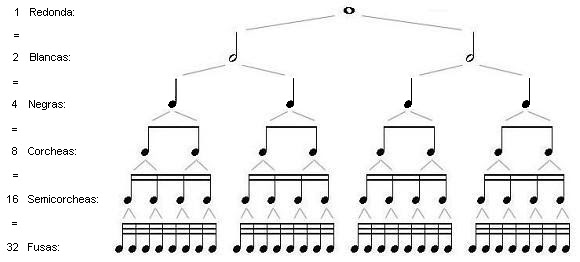 1 Redonda:
=
2 Blancas:
=
4 Negras:
=
8 Corcheas:
=
16 Semicorcheas:
=
32 Fusas: